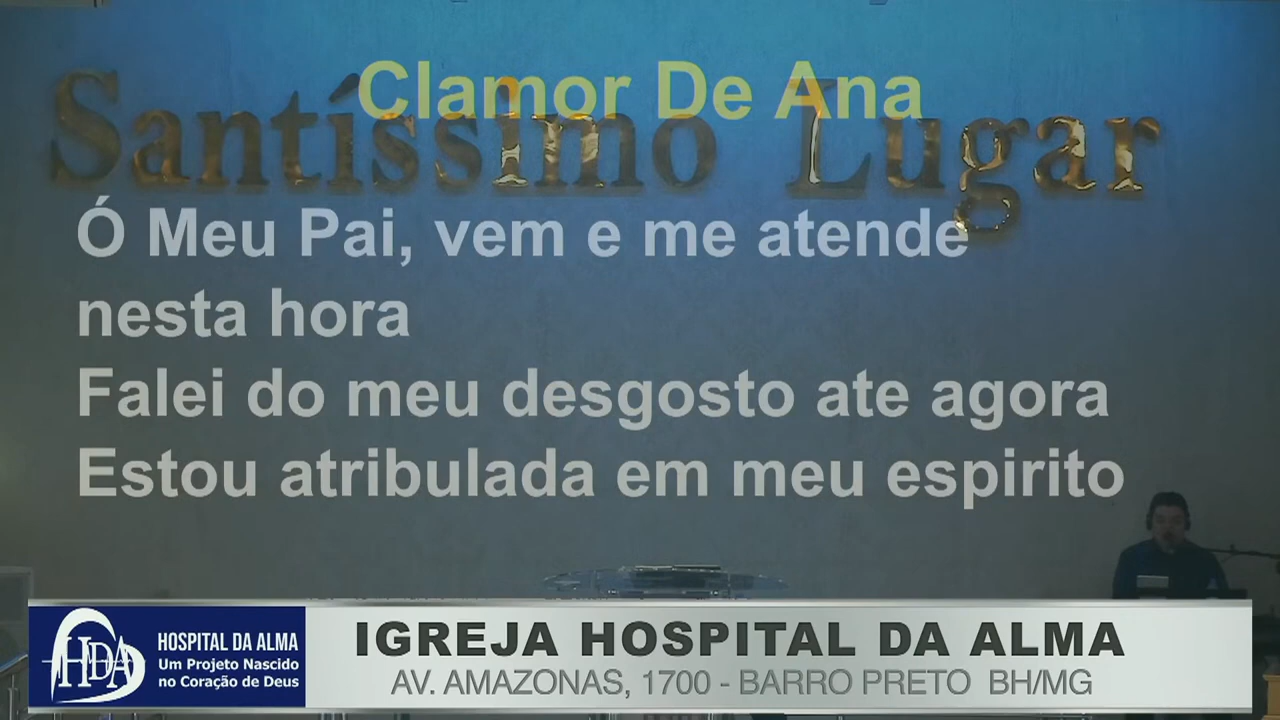 Clamor De Ana
Santíssimo Lugar
Ó Meu Pai, vem e me atende
nesta hora
Falei do meu desgosto ate agora
Estou atribulada em meu espirito
HDA
HOSPITAL DA ALMA
Um Projeto Nascido
no Coração de Deus
IGREJA HOSPITAL DA ALMA
AV. AMAZONAS, 1700 - BARRO PRETO BH/MG